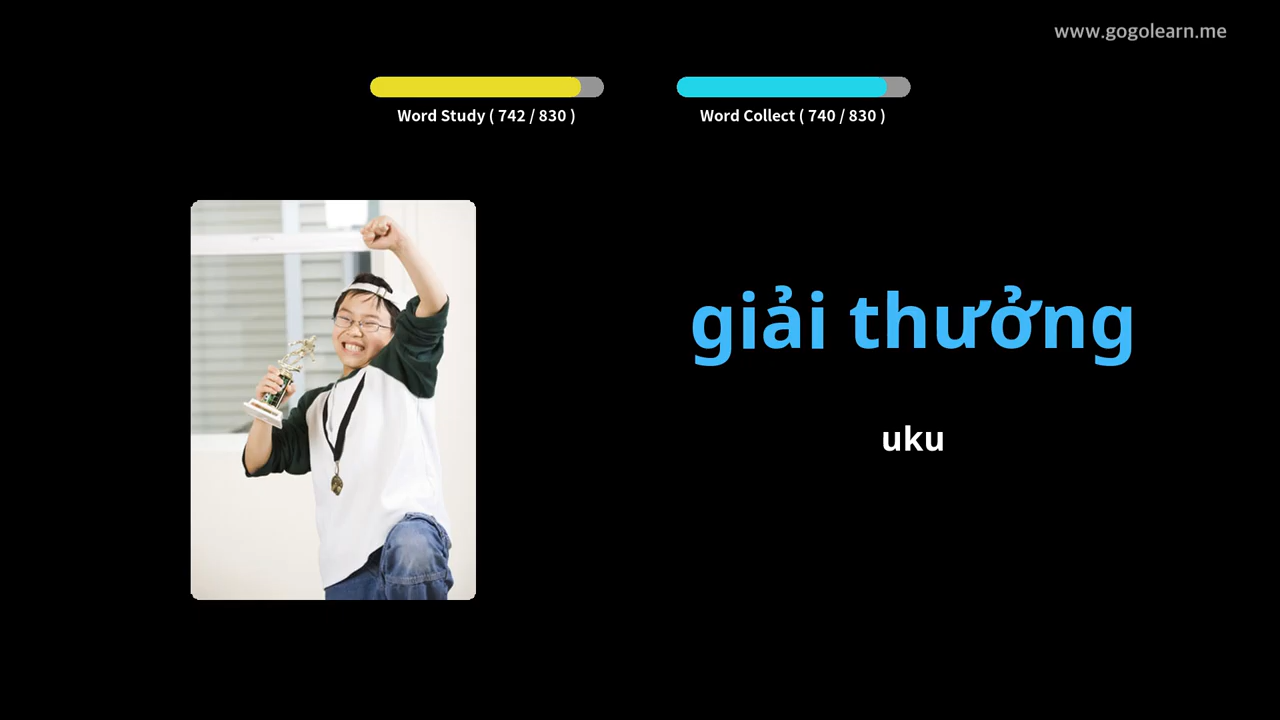 www.gogolearn.me
Word Study ( 742 / 830 )
Word Collect ( 740 / 830 )
giải thưởng
uku